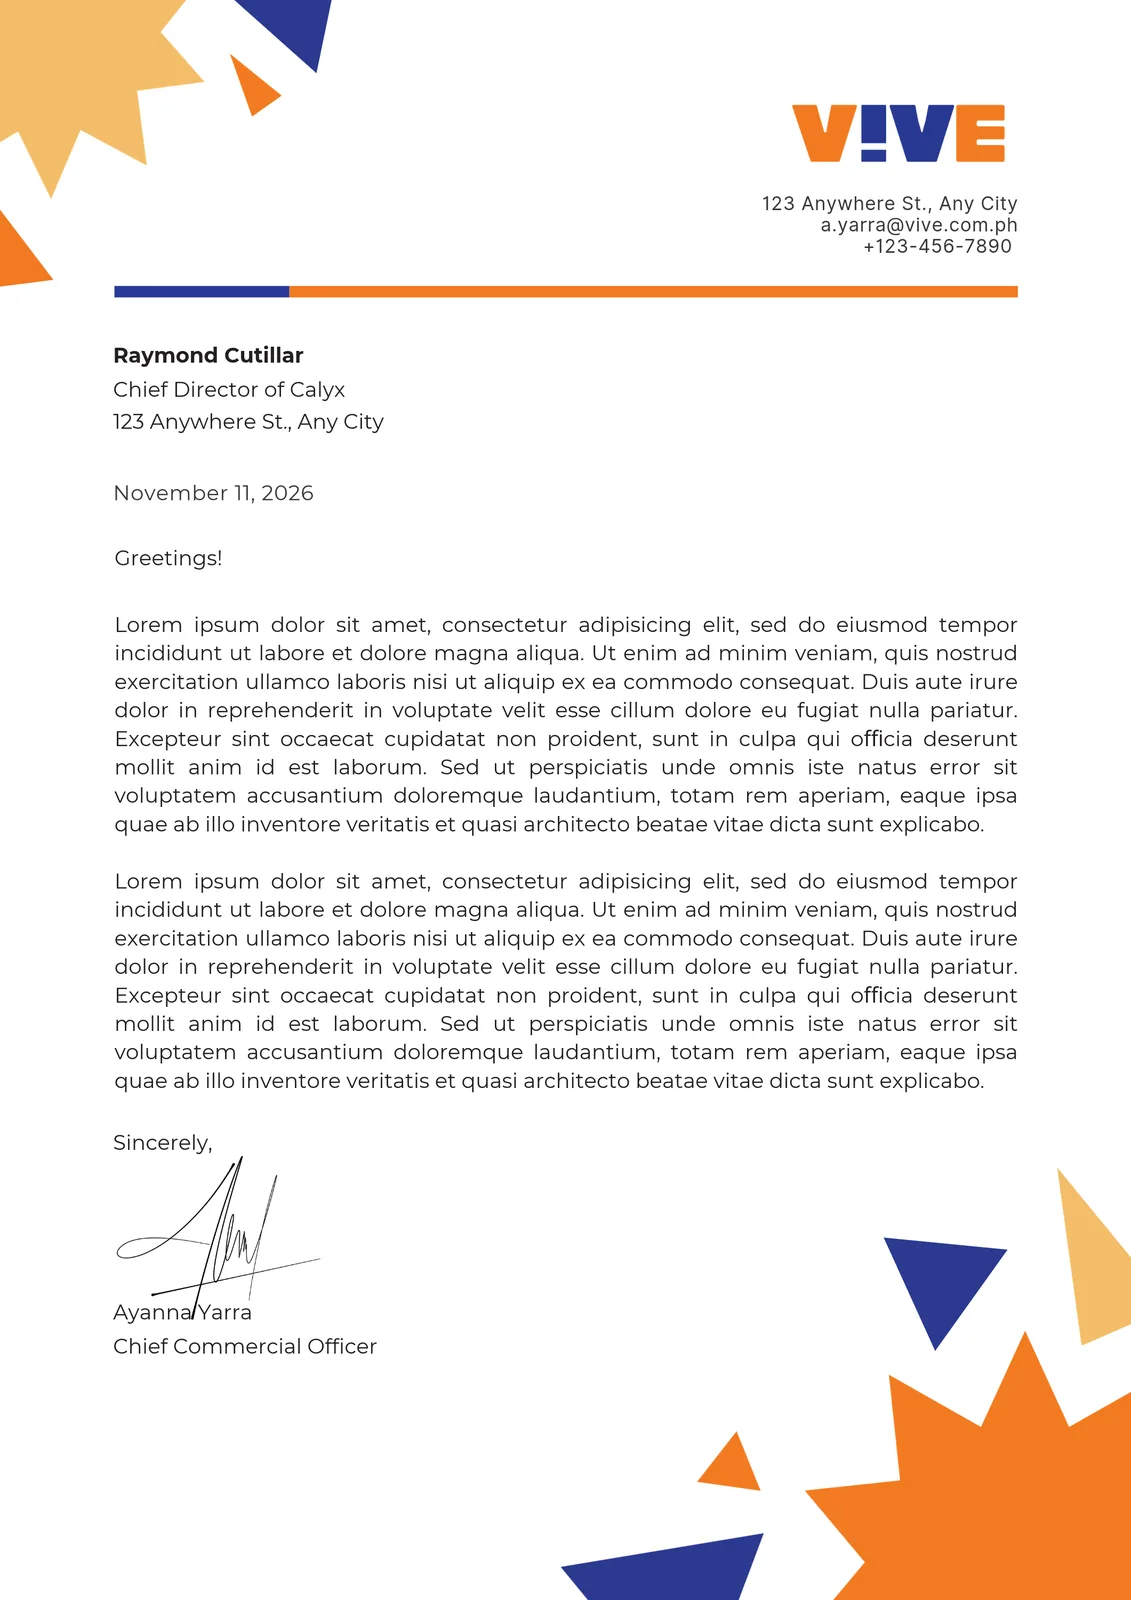 V!VE
123 Anywhere St., Any City
a.yarra@vive.com.ph
+123-456-7890
Raymond Cutillar
Chief Director of Calyx
123 Anywhere St., Any City
November 11, 2026
Greetings!
Lorem ipsum dolor sit amet, consectetur adipisicing elit, sed do eiusmod tempor
incididunt ut labore et dolore magna aliqua. Ut enim ad minim veniam, quis nostrud
exercitation ullamco laboris nisi ut aliquip ex ea commodo consequat. Duis aute irure
dolor in reprehenderit in voluptate velit esse cillum dolore eu fugiat nulla pariatur.
Excepteur sint occaecat cupidatat non proident, sunt in culpa qui officia deserunt
mollit anim id est laborum. Sed ut perspiciatis unde omnis iste natus error sit
voluptatem accusantium doloremque laudantium, totam rem aperiam, eaque ipsa
quae ab illo inventore veritatis et quasi architecto beatae vitae dicta sunt explicabo.
Lorem ipsum dolor sit amet, consectetur adipisicing elit, sed do eiusmod tempor
incididunt ut labore et dolore magna aliqua. Ut enim ad minim veniam, quis nostrud
exercitation ullamco laboris nisi ut aliquip ex ea commodo consequat. Duis aute irure
dolor in reprehenderit in voluptate velit esse cillum dolore eu fugiat nulla pariatur.
Excepteur sint occaecat cupidatat non proident, sunt in culpa qui officia deserunt
mollit anim id est laborum. Sed ut perspiciatis unde omnis iste natus error sit
voluptatem accusantium doloremque laudantium, totam rem aperiam, eaque ipsa
quae ab illo inventore veritatis et quasi architecto beatae vitae dicta sunt explicabo.
Sincerely,
Ayanna Yarra
Chief Commercial Officer